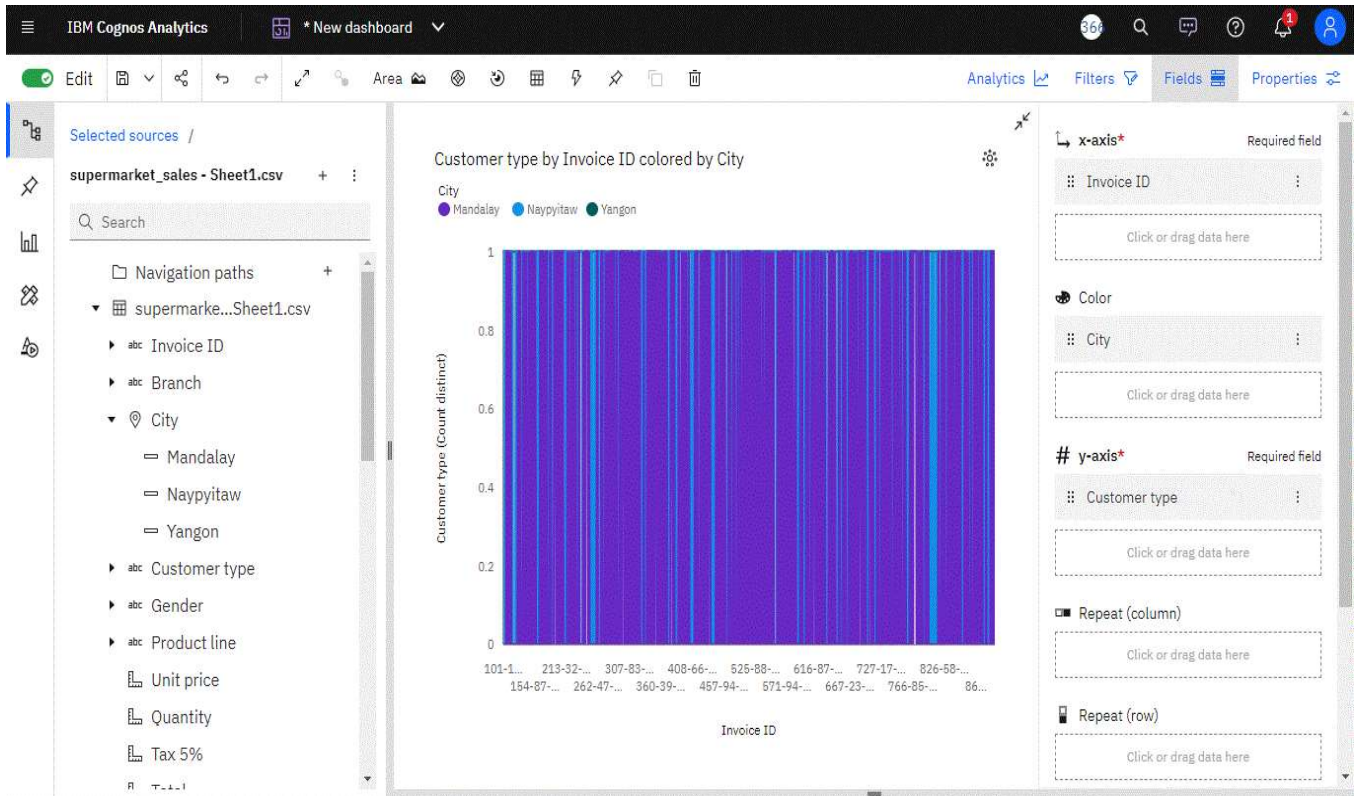 IBM Cognos Analytics
* New dashboard
366
1
Edit
Area
Analytics
Filters
Fields
Properties
Selected sources /
supermarket_sales - Sheet1.csv
Search
Navigation paths
supermarke...Sheet1.csv
abc Invoice ID
abc Branch
City
Mandalay
Naypyitaw
Yangon
abc Customer type
abc Gender
abc Product line
Unit price
Quantity
Tax 5%
Customer type by Invoice ID colored by City
City
Mandalay Naypyitaw Yangon
Customer type (Count distinct)
1
0.8
0.6
0.4
0.2
0
101-1... 213-32-... 307-83-... 408-66-... 525-88-... 616-87-... 727-17-... 826-58-...
154-87-... 262-47-... 360-39-... 457-94-... 571-94-... 667-23-... 766-85-... 86...
Invoice ID
x-axis* Required field
Invoice ID
Click or drag data here
Color
City
Click or drag data here
# y-axis* Required field
Customer type
Click or drag data here
Repeat (column)
Click or drag data here
Repeat (row)
Click or drag data here